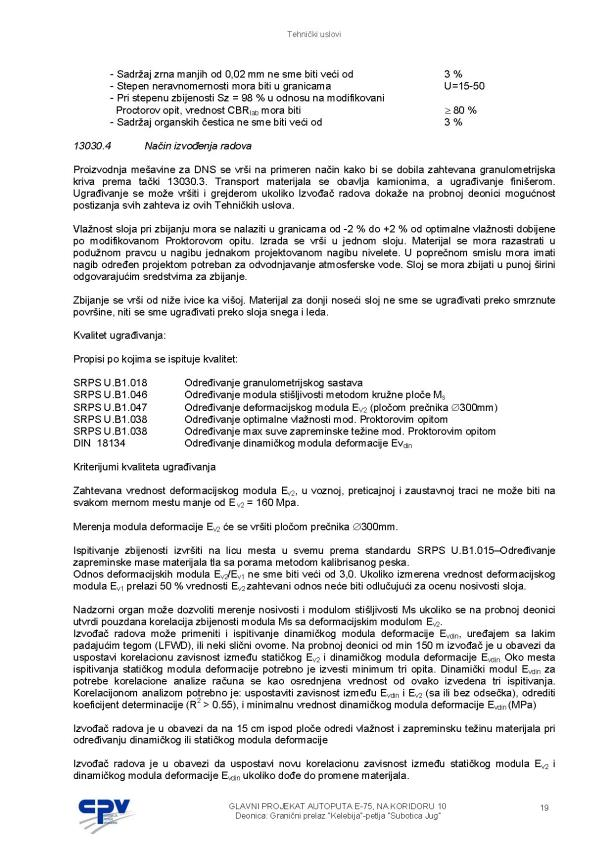 Tehnički uslovi
- Sadržaj zrna manjih od 0,02 mm ne sme biti veći od 3 %
- Stepen neravnomernosti mora biti u granicama U=15-50
- Pri stepenu zbijenosti Sz = 98 % u odnosu na modifikovani
Proctorov opit, vrednost CBRlab mora biti ≥ 80 %
- Sadržaj organskih čestica ne sme biti veći od 3 %
13030.4 Način izvođenja radova
Proizvodnja mešavine za DNS se vrši na primeren način kako bi se dobila zahtevana granulometrijska
kriva prema tački 13030.3. Transport materijala se obavlja kamionima, a ugrađivanje finišerom.
Ugrađivanje se može vršiti i grejderom ukoliko Izvođač radova dokaže na probnoj deonici mogućnost
postizanja svih zahteva iz ovih Tehničkih uslova.
Vlažnost sloja pri zbijanju mora se nalaziti u granicama od -2 % do +2 % od optimalne vlažnosti dobijene
po modifikovanom Proktorovom opitu. Izrada se vrši u jednom sloju. Materijal se mora razastrati u
podužnom pravcu u nagibu jednakom projektovanom nagibu nivelete. U poprečnom smislu mora imati
nagib određen projektom potreban za odvodnjavanje atmosferske vode. Sloj se mora zbijati u punoj širini
odgovarajućim sredstvima za zbijanje.
Zbijanje se vrši od niže ivice ka višoj. Materijal za donji noseći sloj ne sme se ugrađivati preko smrznute
površine, niti se sme ugrađivati preko sloja snega i leda.
Kvalitet ugrađivanja:
Propisi po kojima se ispituje kvalitet:
SRPS U.B1.018 Određivanje granulometrijskog sastava
SRPS U.B1.046 Određivanje modula stišljivosti metodom kružne ploče Ms
SRPS U.B1.047 Određivanje deformacijskog modula EV2 (pločom prečnika ∅300mm)
SRPS U.B1.038 Određivanje optimalne vlažnosti mod. Proktorovim opitom
SRPS U.B1.038 Određivanje max suve zapreminske težine mod. Proktorovim opitom
DIN 18134 Određivanje dinamičkog modula deformacije Evdin
Kriterijumi kvaliteta ugrađivanja
Zahtevana vrednost deformacijskog modula Ev2, u voznoj, preticajnoj i zaustavnoj traci ne može biti na
svakom mernom mestu manje od Ev2 = 160 Mpa.
Merenja modula deformacije Ev2 će se vršiti pločom prečnika ∅300mm.
Ispitivanje zbijenosti izvršiti na licu mesta u svemu prema standardu SRPS U.B1.015–Određivanje
zapreminske mase materijala tla sa porama metodom kalibrisanog peska.
Odnos deformacijskih modula Ev2/Ev1 ne sme biti veći od 3,0. Ukoliko izmerena vrednost deformacijskog
modula Ev1 prelazi 50 % vrednosti Ev2 zahtevani odnos neće biti odlučujući za ocenu nosivosti sloja.
Nadzorni organ može dozvoliti merenje nosivosti i modulom stišljivosti Ms ukoliko se na probnoj deonici
utvrdi pouzdana korelacija zbijenosti modula Ms sa deformacijskim modulom Ev2.
Izvođač radova može primeniti i ispitivanje dinamičkog modula deformacije Evdin, uređajem sa lakim
padajućim tegom (LFWD), ili neki slični ovome. Na probnoj deonici od min 150 m izvođač je u obavezi da
uspostavi korelacionu zavisnost između statičkog Ev2 i dinamičkog modula deformacije Evdin Oko mesta
ispitivanja statičkog modula deformacije potrebno je izvesti minimum tri opita. Dinamički modul Evdin za
potrebe korelacione analize računa se kao osrednjena vrednost od ovako izvedena tri ispitivanja.
Korelacijonom analizom potrebno je: uspostaviti zavisnost između Evdin i Ev2 (sa ili bez odsečka), odrediti
koeficijent determinacije (R2 > 0.55), i minimalnu vrednost dinamičkog modula deformacije Evdin (MPa)
Izvođač radova je u obavezi da na 15 cm ispod ploče odredi vlažnost i zapreminsku težinu materijala pri
određivanju dinamičkog ili statičkog modula deformacije
Izvođač radova je u obavezi da uspostavi novu korelacionu zavisnost između statičkog modula Ev2 i
dinamičkog modula deformacije Evdin ukoliko dođe do promene materijala.
CPV
GLAVNI PROJEKAT AUTOPUTA E-75, NA KORIDORU 10
Deonica: Granični prelaz "Kelebija"-petlja "Subotica Jug"
19